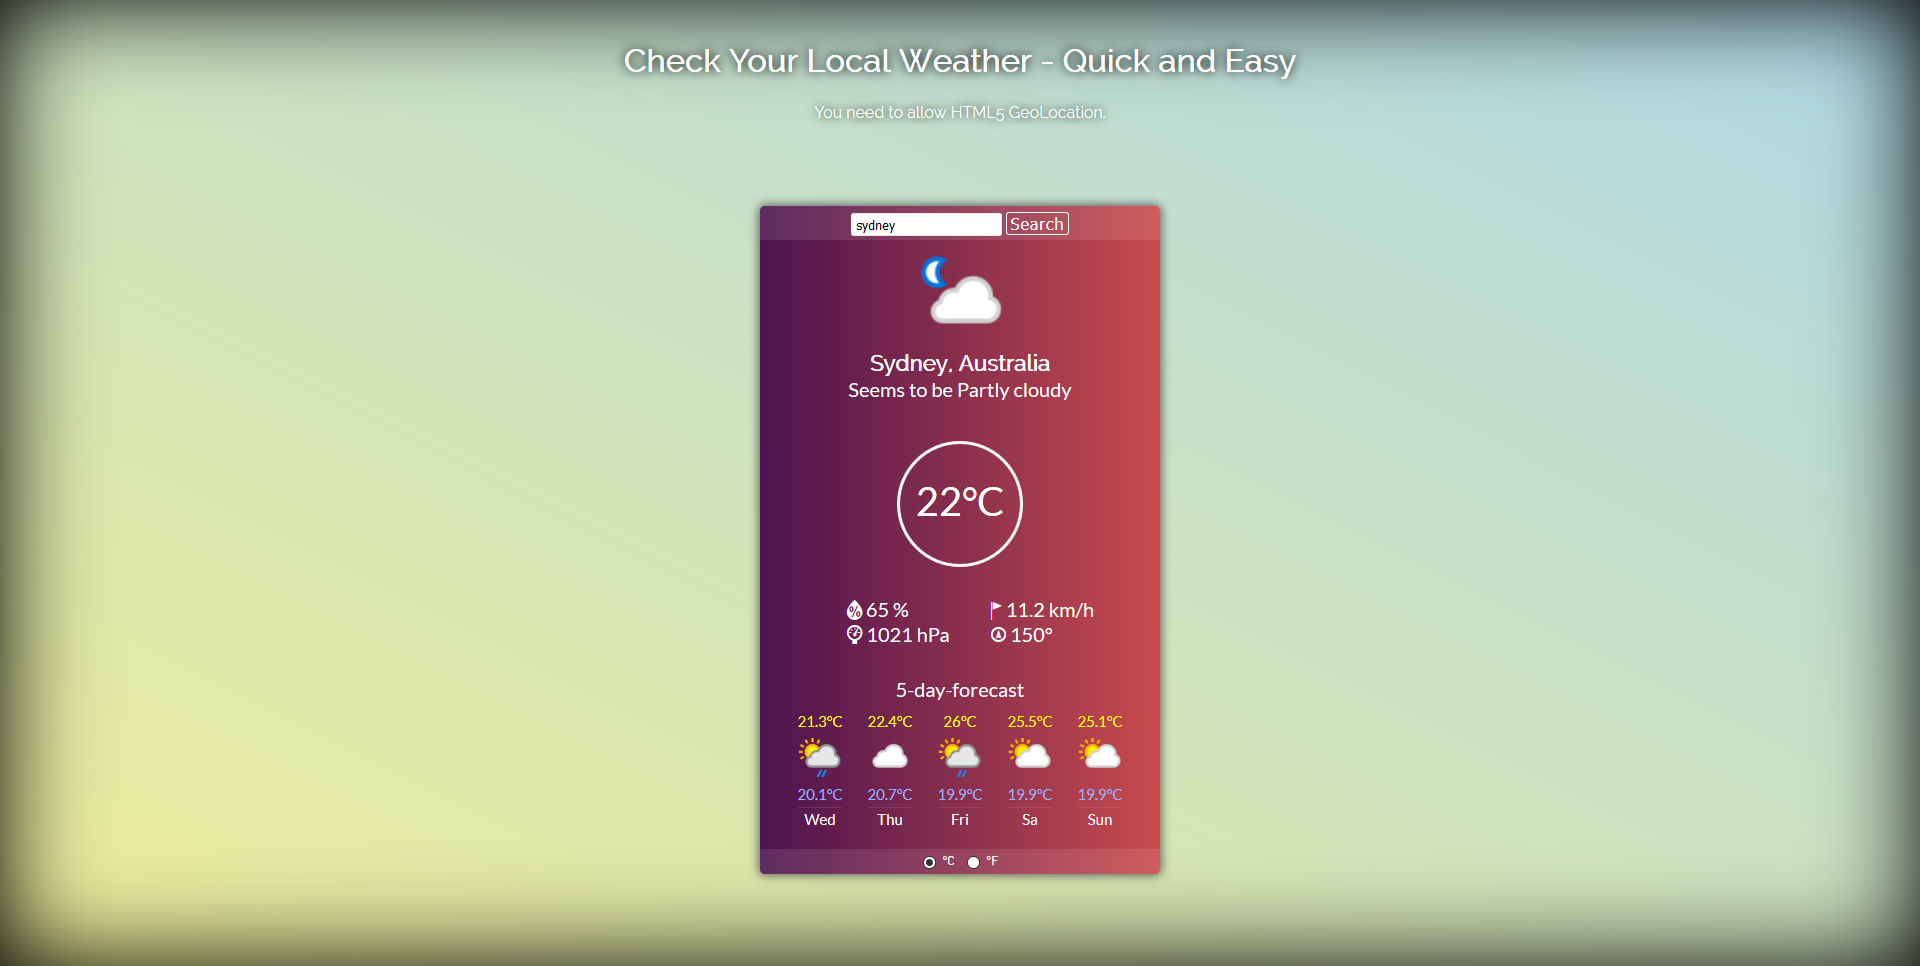 Check Your Local Weather - Quick and Easy
You need to allow HTML5 GeoLocation.
sydney Search
Sydney, Australia
Seems to be Partly cloudy
22°C
65 % 11.2 km/h
1021 hPa 150°
5-day-forecast
21.3°C 22.4°C 26°C 25.5°C 25.1°C
20.1°C 20.7°C 19.9°C 19.9°C 19.9°C
Wed Thu Fri Sa Sun
°C °F